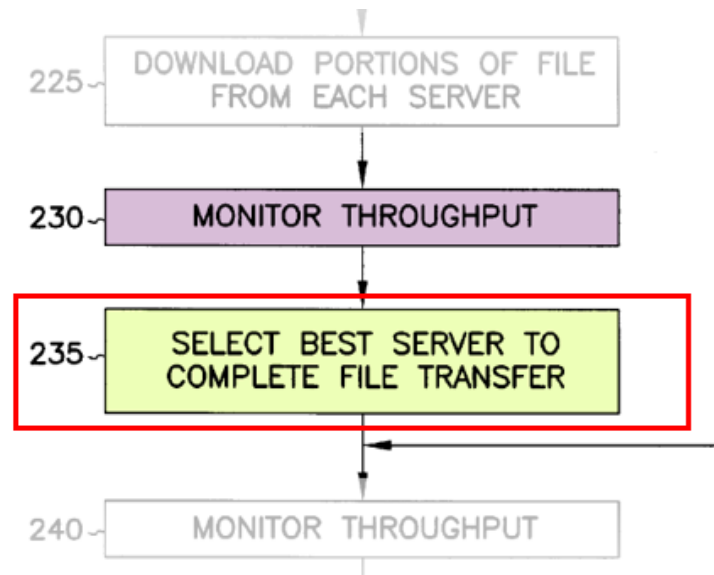 225
DOWNLOAD PORTIONS OF FILE
FROM EACH SERVER
230
MONITOR THROUGHPUT
235
SELECT BEST SERVER TO
COMPLETE FILE TRANSFER
240
MONITOR THROUGHPUT